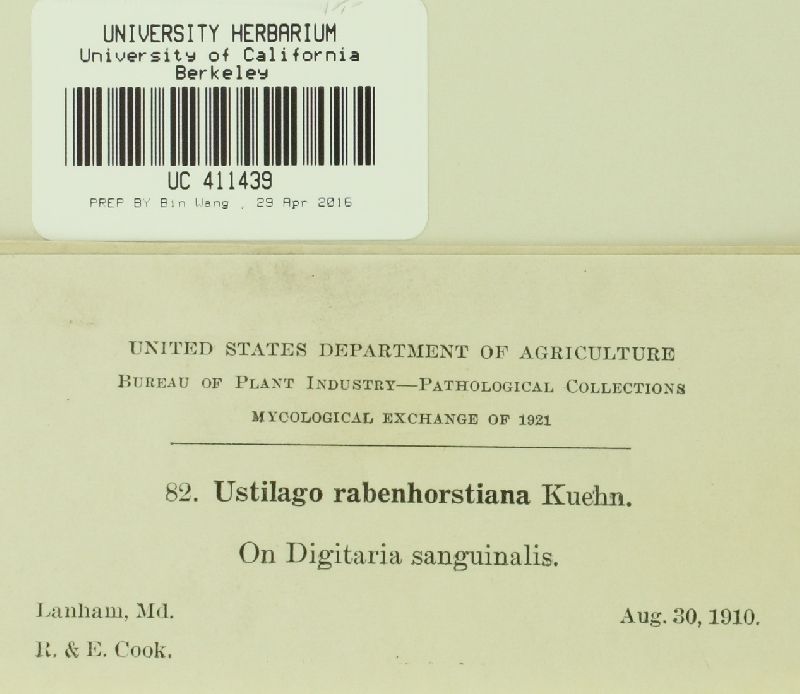 UNIVERSITY HERBARIUM
University of California
Berkeley
UC 411439
PREP BY Bin Wang , 29 Apr 2016
UNITED STATES DEPARTMENT OF AGRICULTURE
BUREAU OF PLANT INDUSTRY—PATHOLOGICAL COLLECTIONS
MYCOLOGICAL EXCHANGE OF 1921
82. Ustilago rabenhorstiana Kuehn.
On Digitaria sanguinalis.
Lanham, Md.
Aug. 30, 1910.
R. & E. Cook.